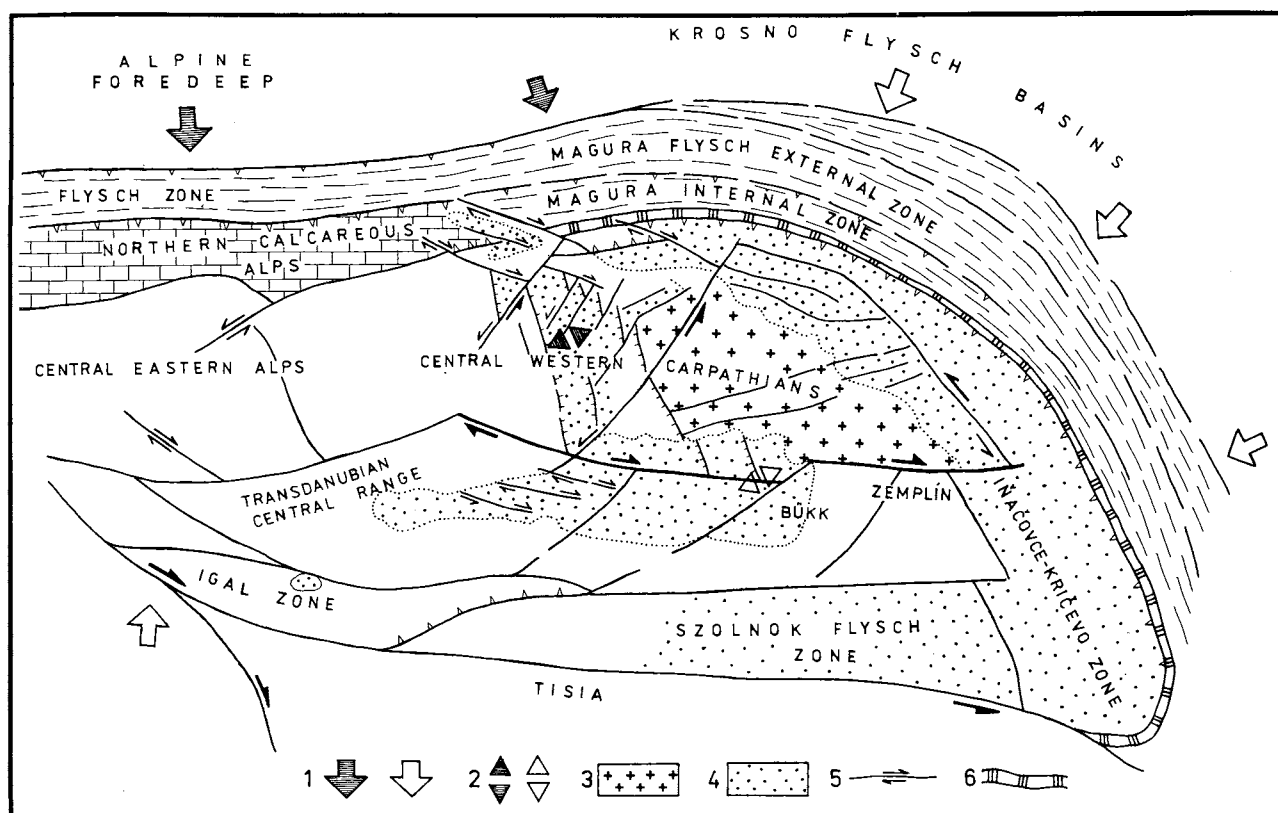 KROSNO FLYSCH BASINS
ALPINE
FOREDEEP
MAGURA FLYSCH EXTERNAL ZONE
MAGURA INTERNAL ZONE
FLYSCH ZONE
NORTHERN CALCAREOUS
ALPS
CENTRAL EASTERN ALPS
CENTRAL WESTERN
CARPATHIANS
TRANSDANUBIAN
CENTRAL RANGE
BÜKK
ZEMPLÍN
IŇAČOVCE-KRIČEVO ZONE
IGAL ZONE
SZOLNOK FLYSCH
ZONE
TISIA
1 2 3 4 5 6